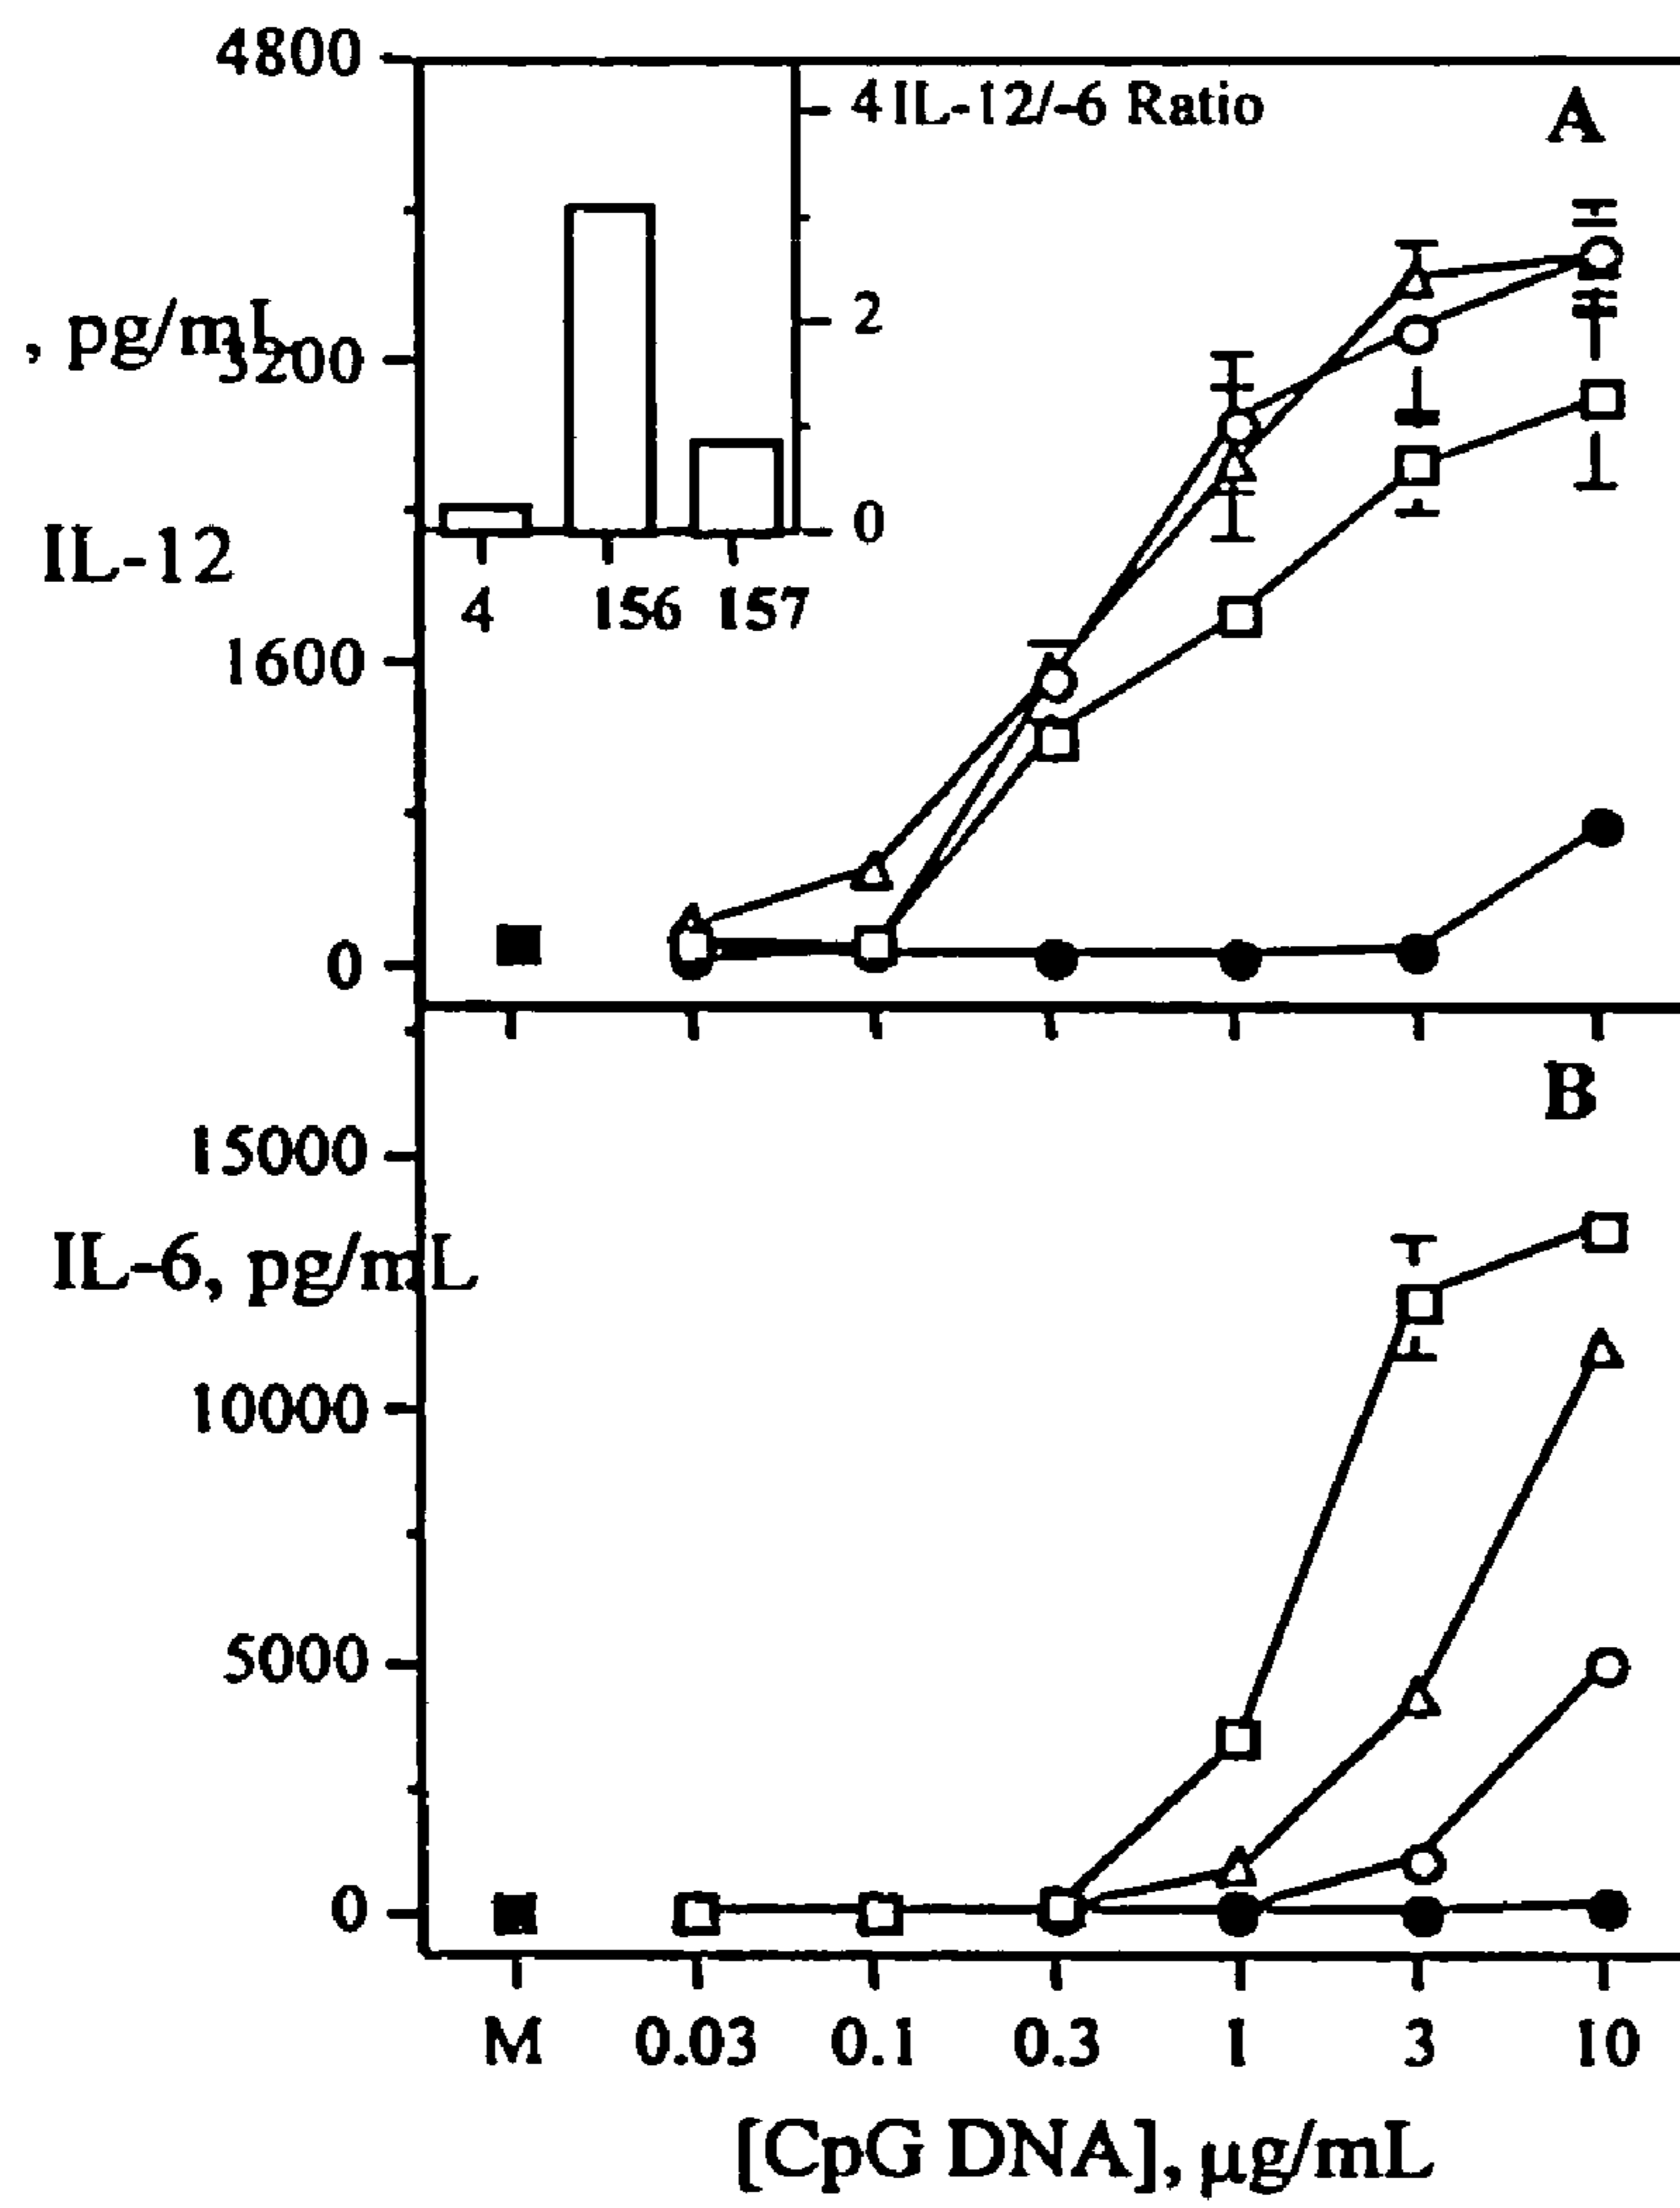 4800
4 IL-12/-6 Ratio
A
, pg/mL
3200
2
0
IL-12
4 156 157
1600
0
B
15000
IL-6, pg/mL
10000
5000
0
M 0.03 0.1 0.3 1 3 10
[CpG DNA], µg/mL